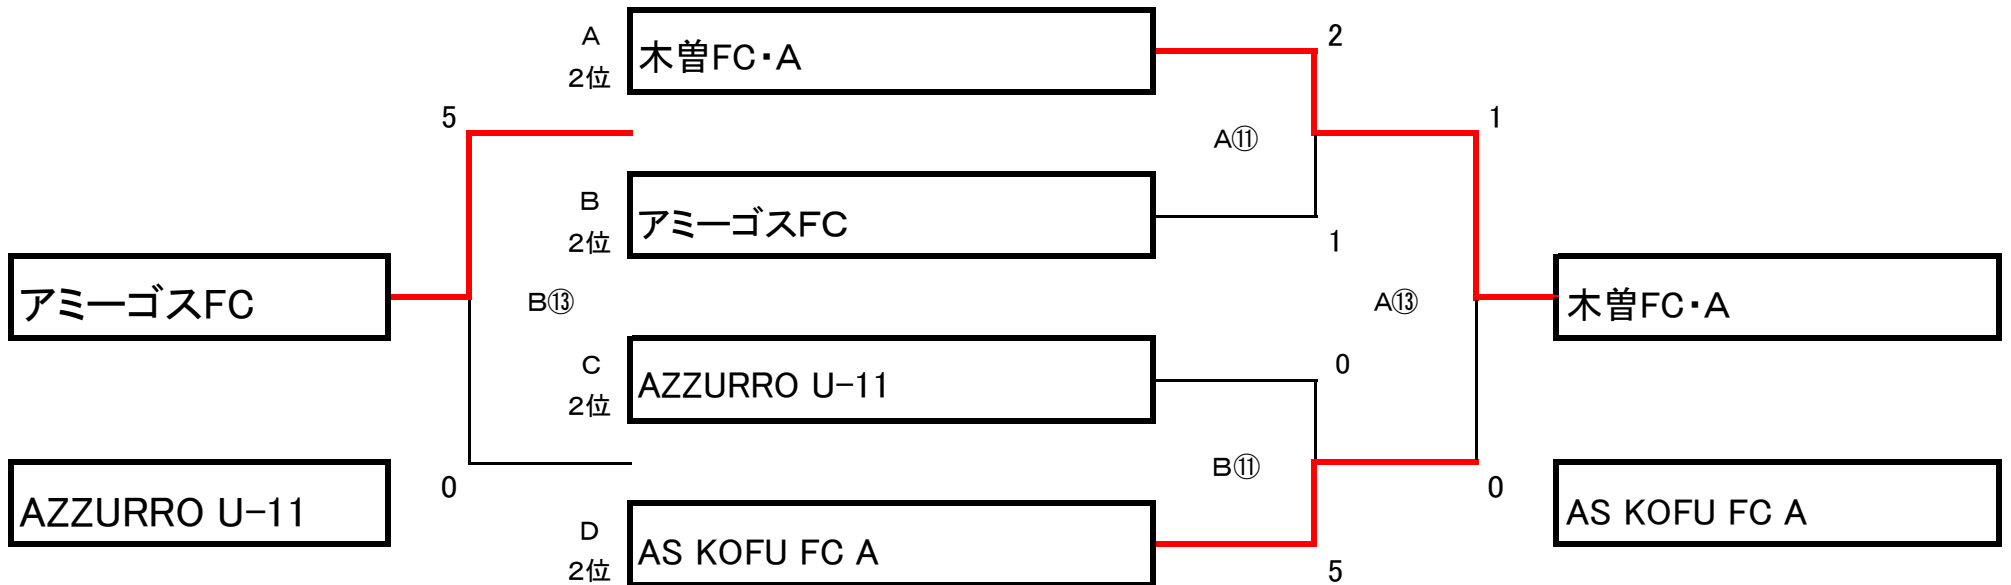 A
2位
木曽FC・A
2
5
1
A⑪
B
2位
アミーゴスFC
1
アミーゴスFC
B⑬
A⑬
木曽FC・A
C
2位
AZZURRO U-11
0
B⑪
0
0
AZZURRO U-11
AS KOFU FC A
D
2位
AS KOFU FC A
5